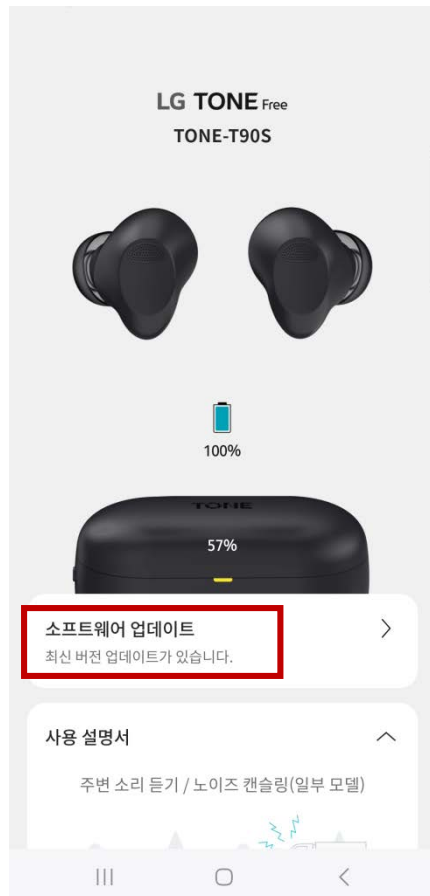 LG TONE Free
TONE-T90S
100%
TONE
57%
소프트웨어 업데이트
최신 버전 업데이트가 있습니다.
사용 설명서
주변 소리 듣기 / 노이즈 캔슬링(일부 모델)